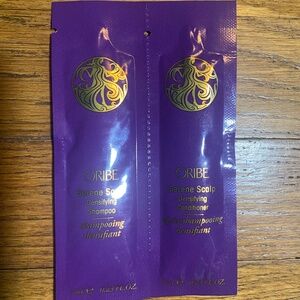 ORIBE
Serene Scalp
Densifying
Shampoo
Shampooing
densifiant
ORIBE
Serene Scalp
Densifying
Conditioner
densifiant